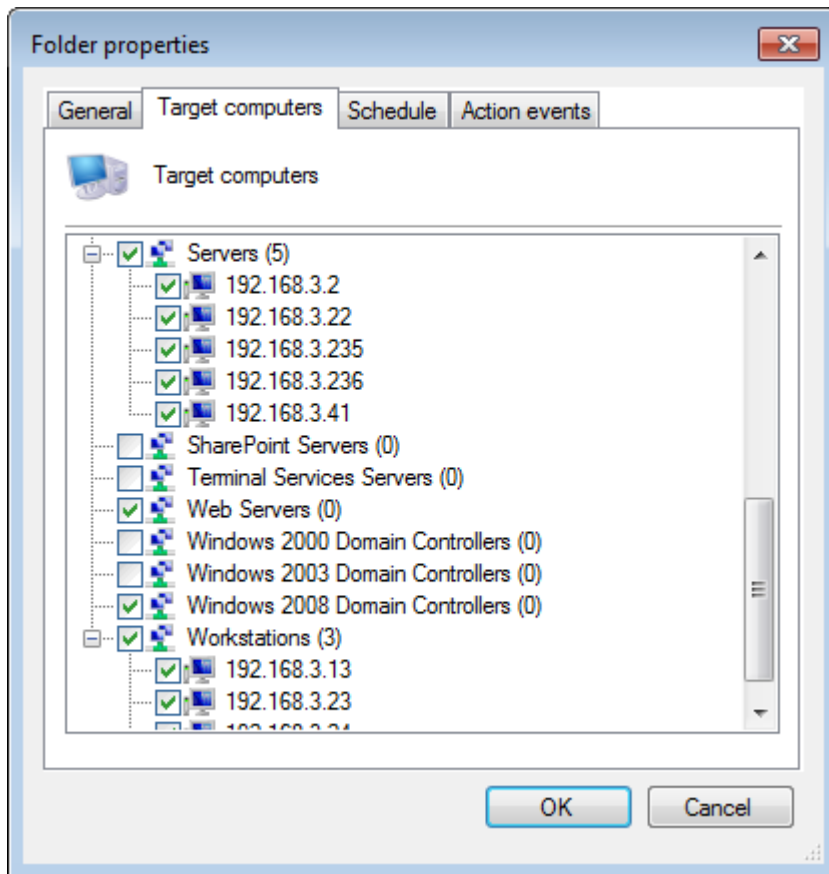 Folder properties
General Target computers Schedule Action events
Target computers
Servers (5)
192.168.3.2
192.168.3.22
192.168.3.235
192.168.3.236
192.168.3.41
SharePoint Servers (0)
Terminal Services Servers (0)
Web Servers (0)
Windows 2000 Domain Controllers (0)
Windows 2003 Domain Controllers (0)
Windows 2008 Domain Controllers (0)
Workstations (3)
192.168.3.13
192.168.3.23
OK Cancel